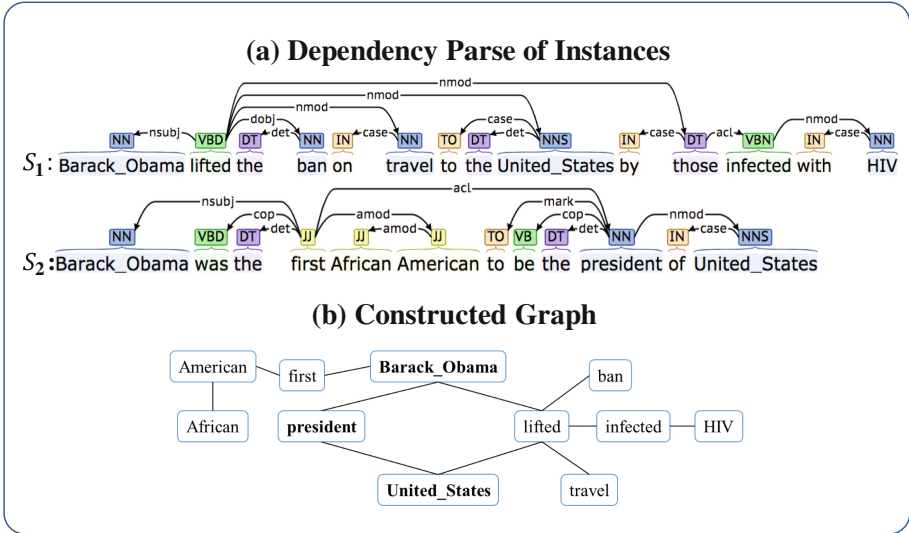 (a) Dependency Parse of Instances
nmod
nmod
nmod case
dobj nmod
nsubj det case det case acl case
NN VBD DT NN IN NN TO DT NNS IN DT VBN IN NN
S1: Barack_Obama lifted the ban on travel to the United_States by those infected with HIV
acl
nsubj amod mark
cop cop nmod
det amod det case
NN VBD DT JJ JJ JJ TO VB DT NN IN NNS
S2: Barack_Obama was the first African American to be the president of United_States
(b) Constructed Graph
American first Barack_Obama ban
African president lifted infected HIV
United_States travel